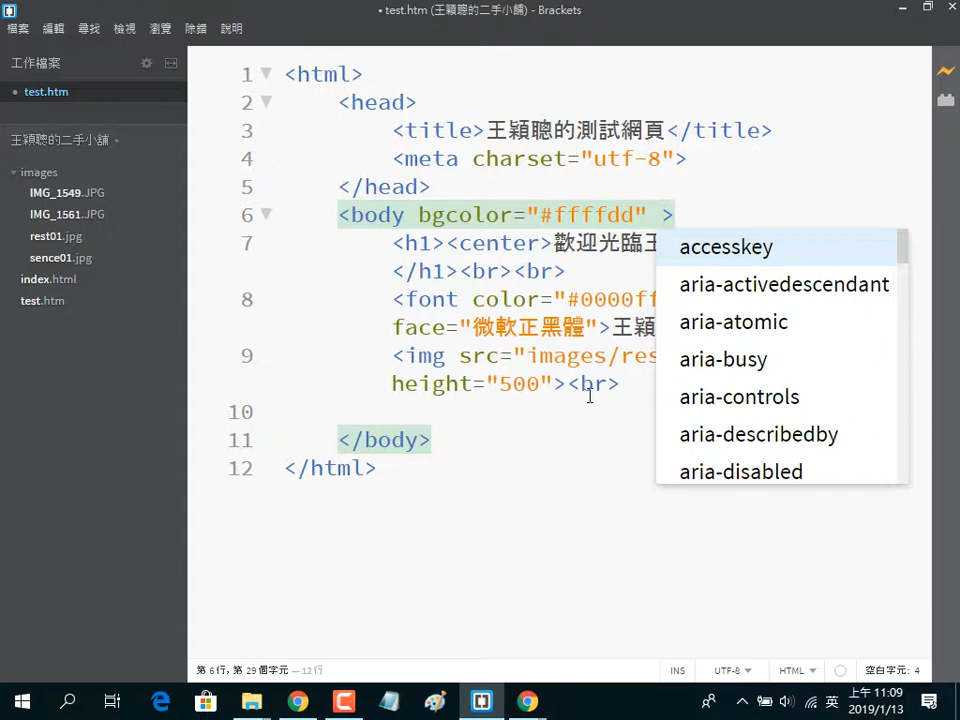 • test.htm (王穎聰的二手小舖) - Brackets
檔案 編輯 尋找 檢視 瀏覽 除錯 說明
工作檔案
• test.htm
王穎聰的二手小舖
images
IMG_1549.JPG
IMG_1561.JPG
rest01.jpg
sence01.jpg
index.html
test.htm
1 <html>
2 <head>
3 <title>王穎聰的測試網頁</title>
4 <meta charset="utf-8">
5 </head>
6 <body bgcolor="#ffffdd" >
7 <h1><center>歡迎光臨王
</h1><br><br>
8 <font color="#0000ff
face="微軟正黑體">王穎
9 <img src="images/res
height="500"><br>
10
11 </body>
12 </html>
accesskey
aria-activedescendant
aria-atomic
aria-busy
aria-controls
aria-describedby
aria-disabled
第 6行, 第 29 個字元 — 12行
INS UTF-8 HTML 空白字元: 4
英
上午 11:09
2019/1/13